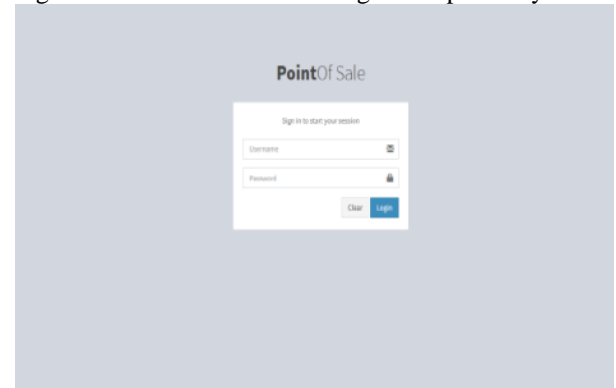 PointOf Sale
Sign in to start your session
Username
Password
Clear Login